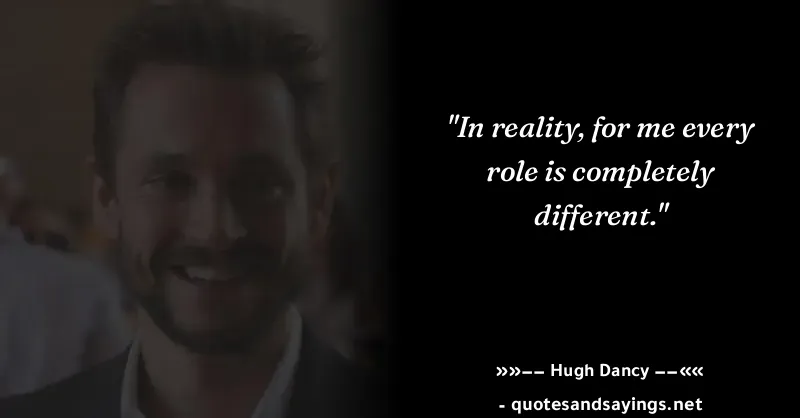 "In reality, for me every
role is completely
different."
»»−− Hugh Dancy −−««
- quotesandsayings.net